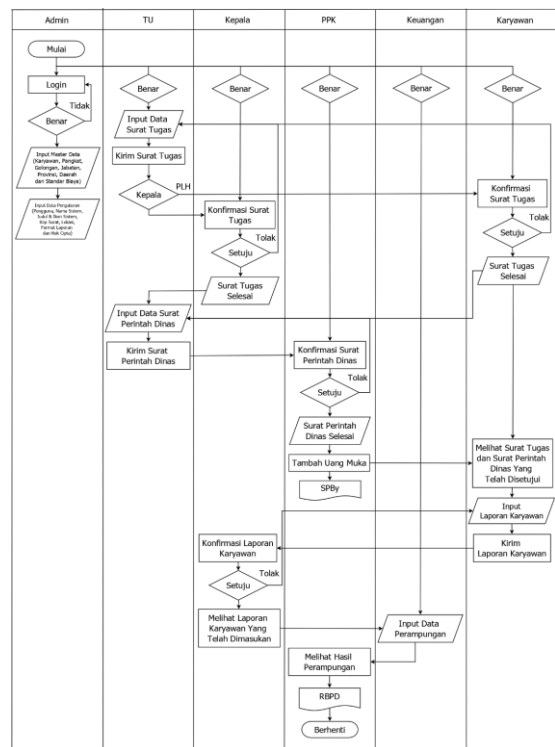 Admin
TU
Kepala
PPK
Keuangan
Karyawan
Mulai
Login
Tidak
Benar
Benar
Benar
Benar
Benar
Benar
Input Master Data
(Karyawan, Pangkat,
Golongan, Jabatan,
Provinsi, Daerah
dan Standar Biaya)
Input Data Pengaturan
(Pengguna, Nama Sistem,
Kop Surat, Lokasi,
Format Laporan
Input Data
Surat Tugas
Kirim Surat Tugas
Kepala
PLH
Konfirmasi Surat
Tugas
Tolak
Setuju
Surat Tugas
Selesai
Konfirmasi
Surat Tugas
Tolak
Setuju
Surat Tugas
Selesai
Input Data Surat
Perintah Dinas
Kirim Surat
Perintah Dinas
Konfirmasi Surat
Perintah Dinas
Tolak
Setuju
Surat Perintah
Dinas Selesai
Tambah Uang Muka
SPBy
Melihat Surat Tugas
dan Surat Perintah
Dinas Yang
Telah Disetujui
Input
Laporan Karyawan
Kirim
Laporan Karyawan
Konfirmasi Laporan
Karyawan
Tolak
Setuju
Melihat Laporan
Karyawan Yang
Telah Dimasukan
Input Data
Perampungan
Melihat Hasil
Perampungan
RBPD
Berhenti